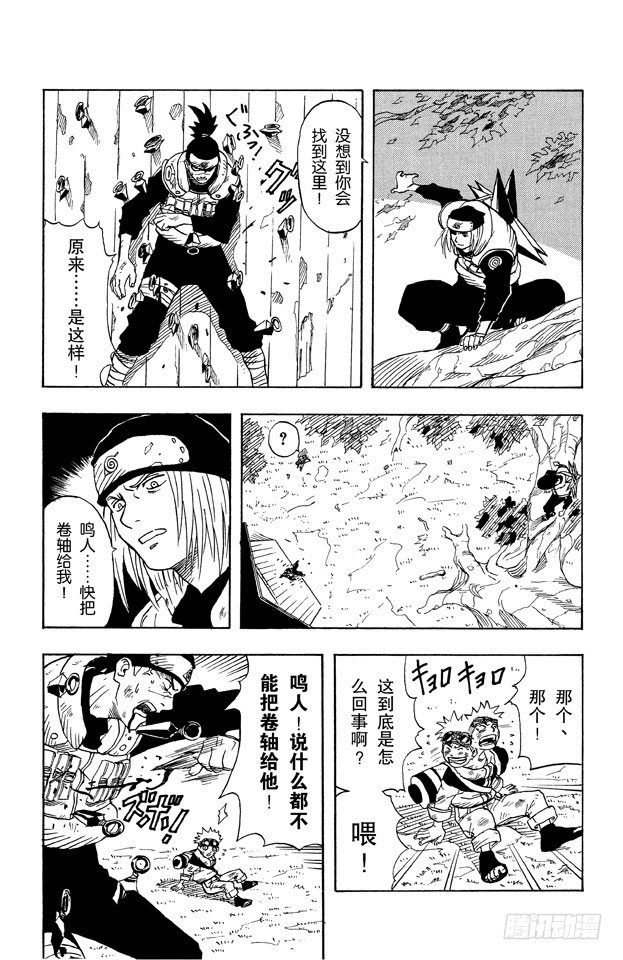 没想到你会
找到这里！
ぐふっ！
グッ
原来……是这样！
？
鸣人……快把
卷轴给我！
那个、
那个！
キョロ
キョロ
这到底是怎
么回事啊？
喂！
鸣人！说什么都不
能把卷轴给他！
ズボッ！
腾讯动漫